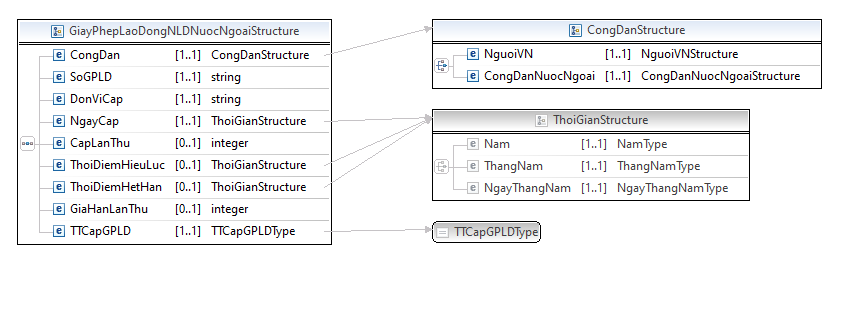 GiayPhepLaoDongNLDNuocNgoaiStructure
CongDan [1..1] CongDanStructure
SoGPLD [1..1] string
DonViCap [1..1] string
NgayCap [1..1] ThoiGianStructure
CapLanThu [0..1] integer
ThoiDiemHieuLuc [0..1] ThoiGianStructure
ThoiDiemHetHan [0..1] ThoiGianStructure
GiaHanLanThu [0..1] integer
TTCapGPLD [1..1] TTCapGPLDType
CongDanStructure
NguoiVN [1..1] NguoiVNStructure
CongDanNuocNgoai [1..1] CongDanNuocNgoaiStructure
ThoiGianStructure
Nam [1..1] NamType
ThangNam [1..1] ThangNamType
NgayThangNam [1..1] NgayThangNamType
TTCapGPLDType